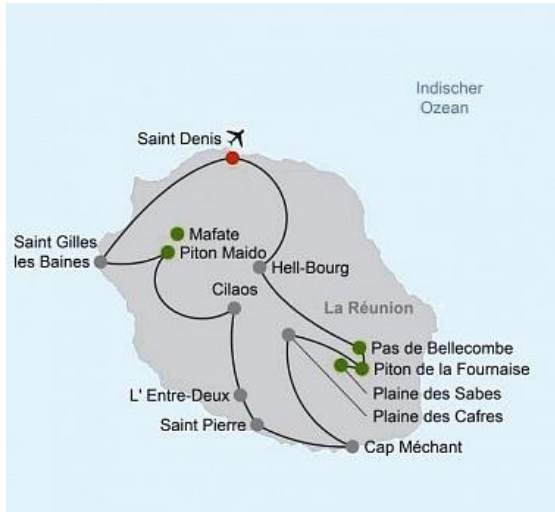 Indischer
Ozean
Saint Denis
Mafate
Saint Gilles
les Baines
Piton Maido
Hell-Bourg
Cilaos
La Réunion
Pas de Bellecombe
Piton de la Fournaise
L' Entre-Deux
Plaine des Sabes
Plaine des Cafres
Saint Pierre
Cap Méchant